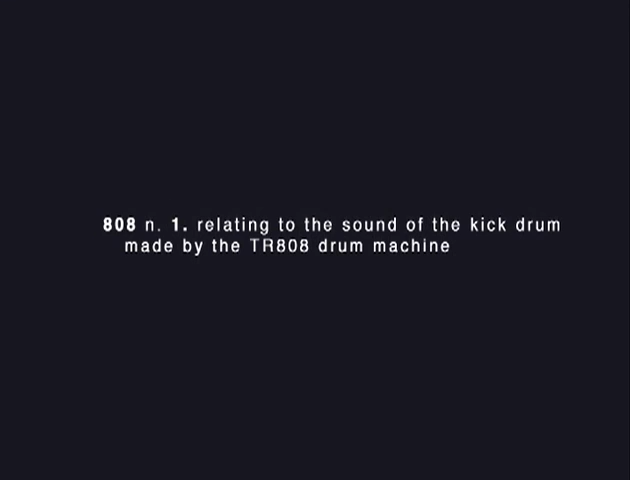 808 n. 1. relating to the sound of the kick drum
made by the TR808 drum machine